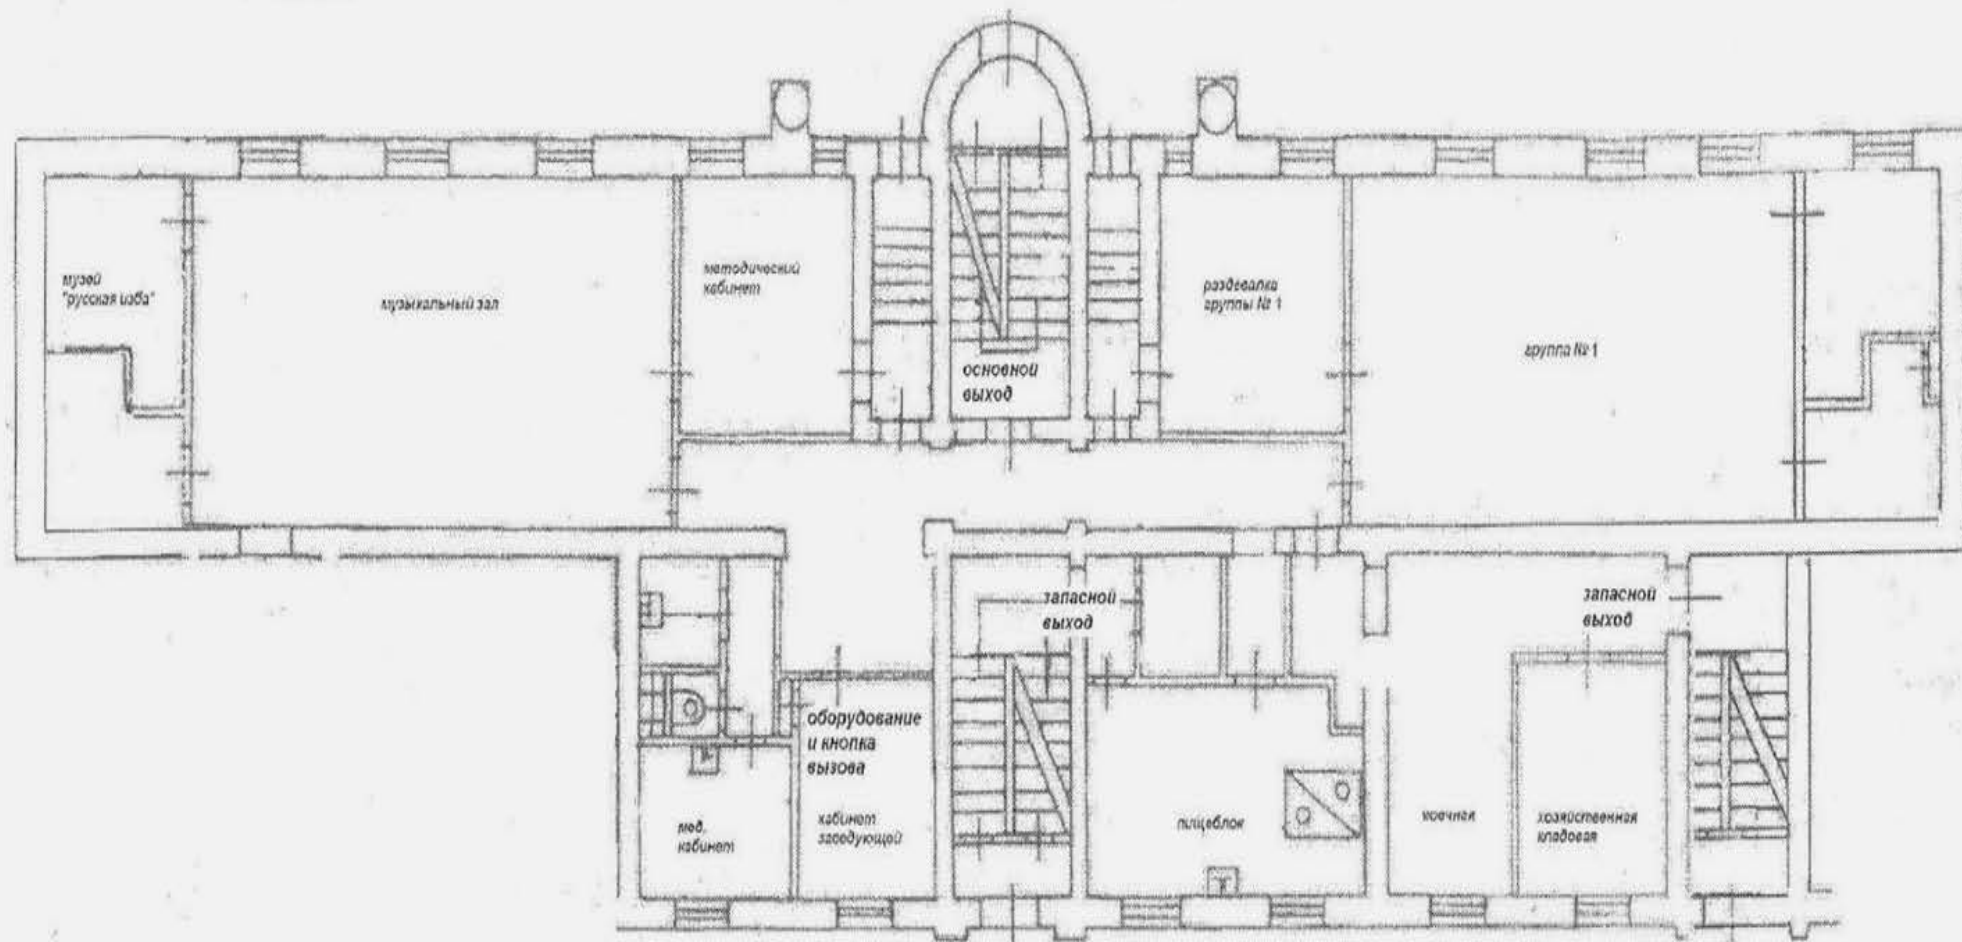 музей
"русская изба"
музыкальный зал
методический
кабинет
основной
выход
раздевалка
группы № 1
группа № 1
запасной
выход
запасной
выход
оборудование
и кнопка
вызова
мед.
кабинет
кабинет
заведующей
пищеблок
моечная
хозяйственная
кладовая